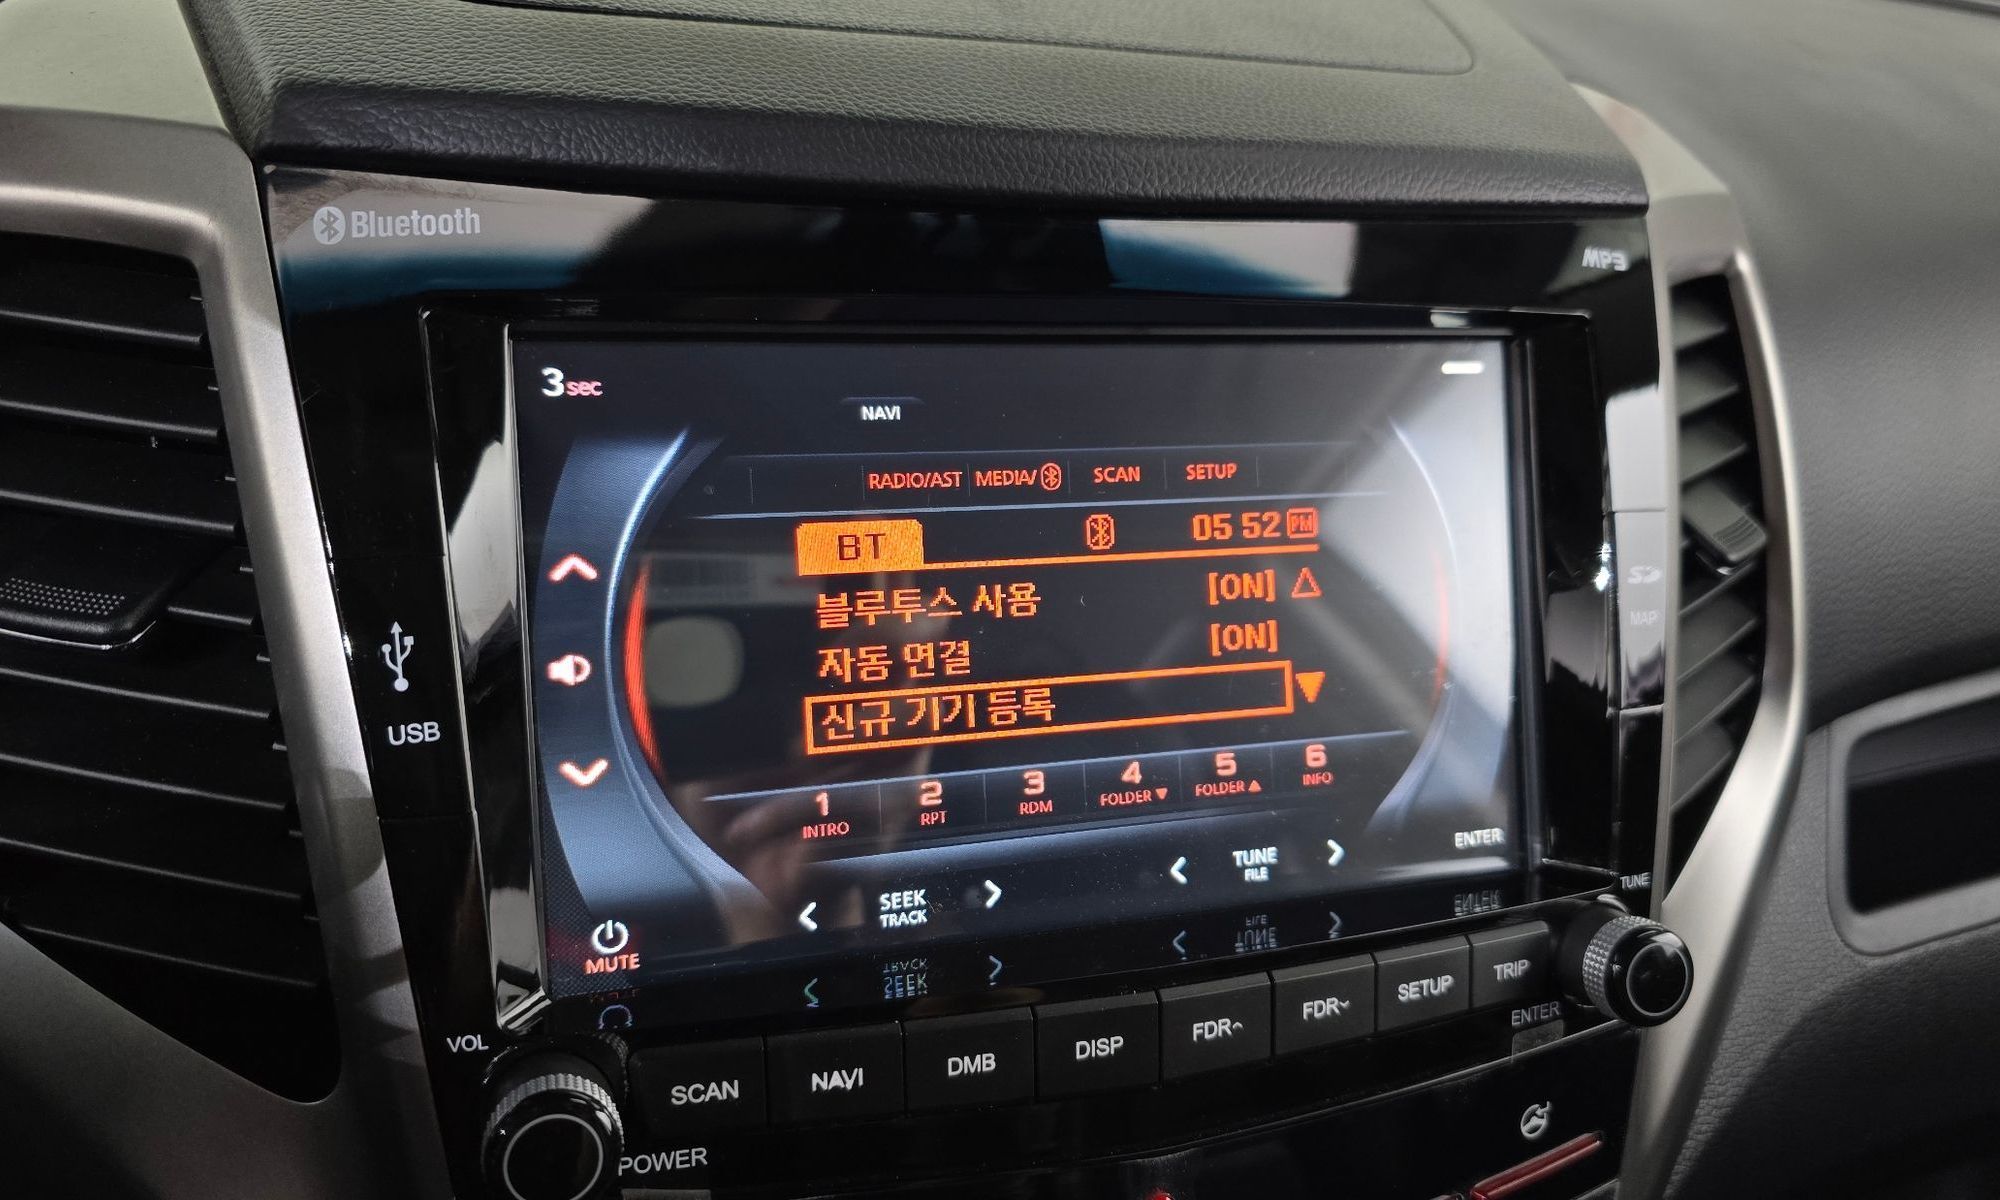 Bluetooth
MP3
3sec
NAVI
RADIO/AST MEDIA/ SCAN SETUP
BT 05 52 PM
블루투스 사용 [ON]
자동 연결 [ON]
신규 기기 등록
1 2 3 4 5 6
INTRO RPT RDM FOLDER▼ FOLDER▲ INFO
USB
SD
MAP
SEEK
TRACK
TUNE
FILE
ENTER
MUTE
TUNE
ENTER
VOL
POWER
SCAN NAVI DMB DISP FDR FDR SETUP TRIP